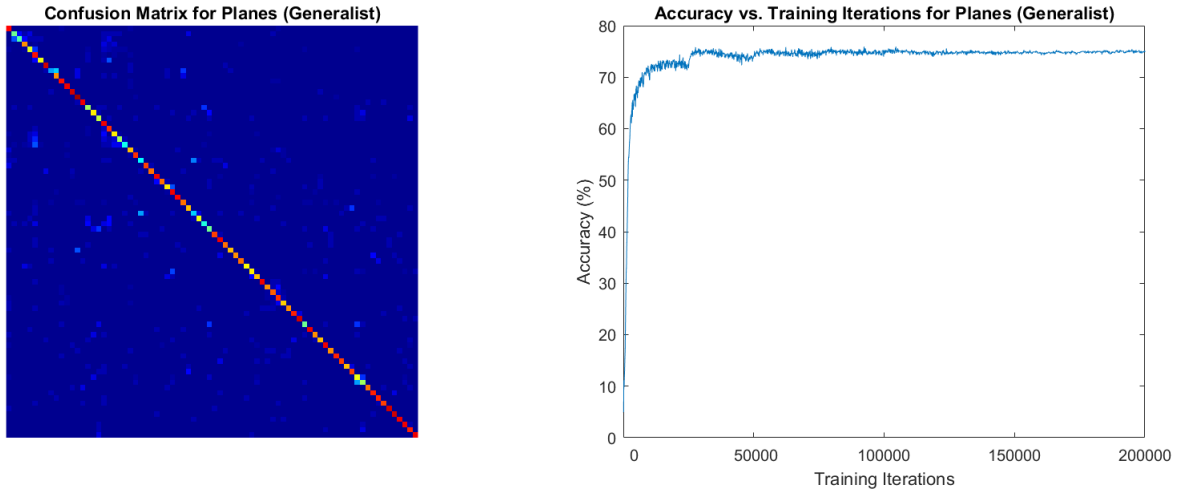 Confusion Matrix for Planes (Generalist)
Accuracy vs. Training Iterations for Planes (Generalist)
80
70
60
50
40
30
20
10
0
Accuracy (%)
0 50000 100000 150000 200000
Training Iterations